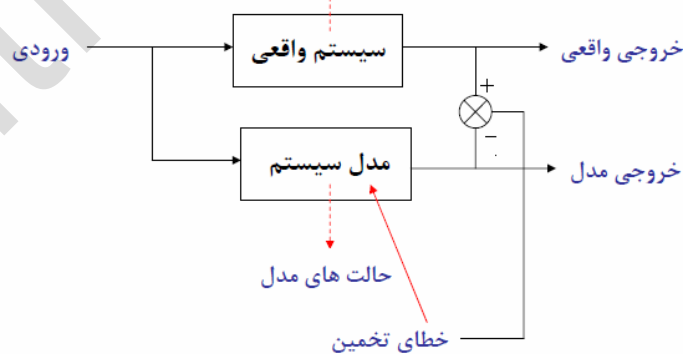 ورودی
سیستم واقعی
خروجی واقعی
+
−
مدل سیستم
خروجی مدل
حالت های مدل
خطای تخمین